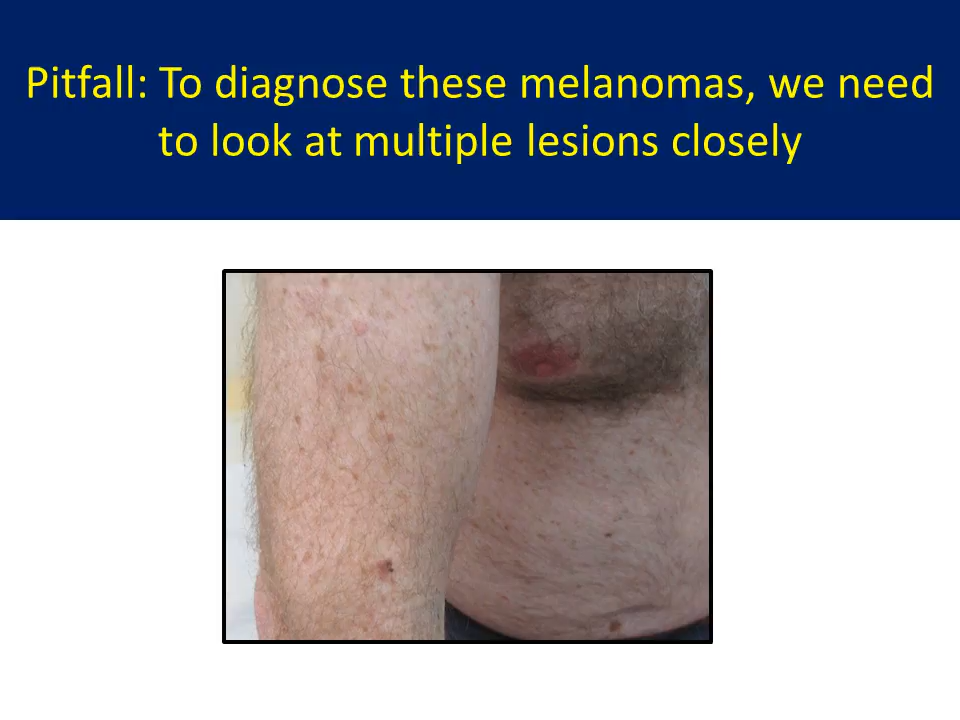 Pitfall: To diagnose these melanomas, we need
to look at multiple lesions closely